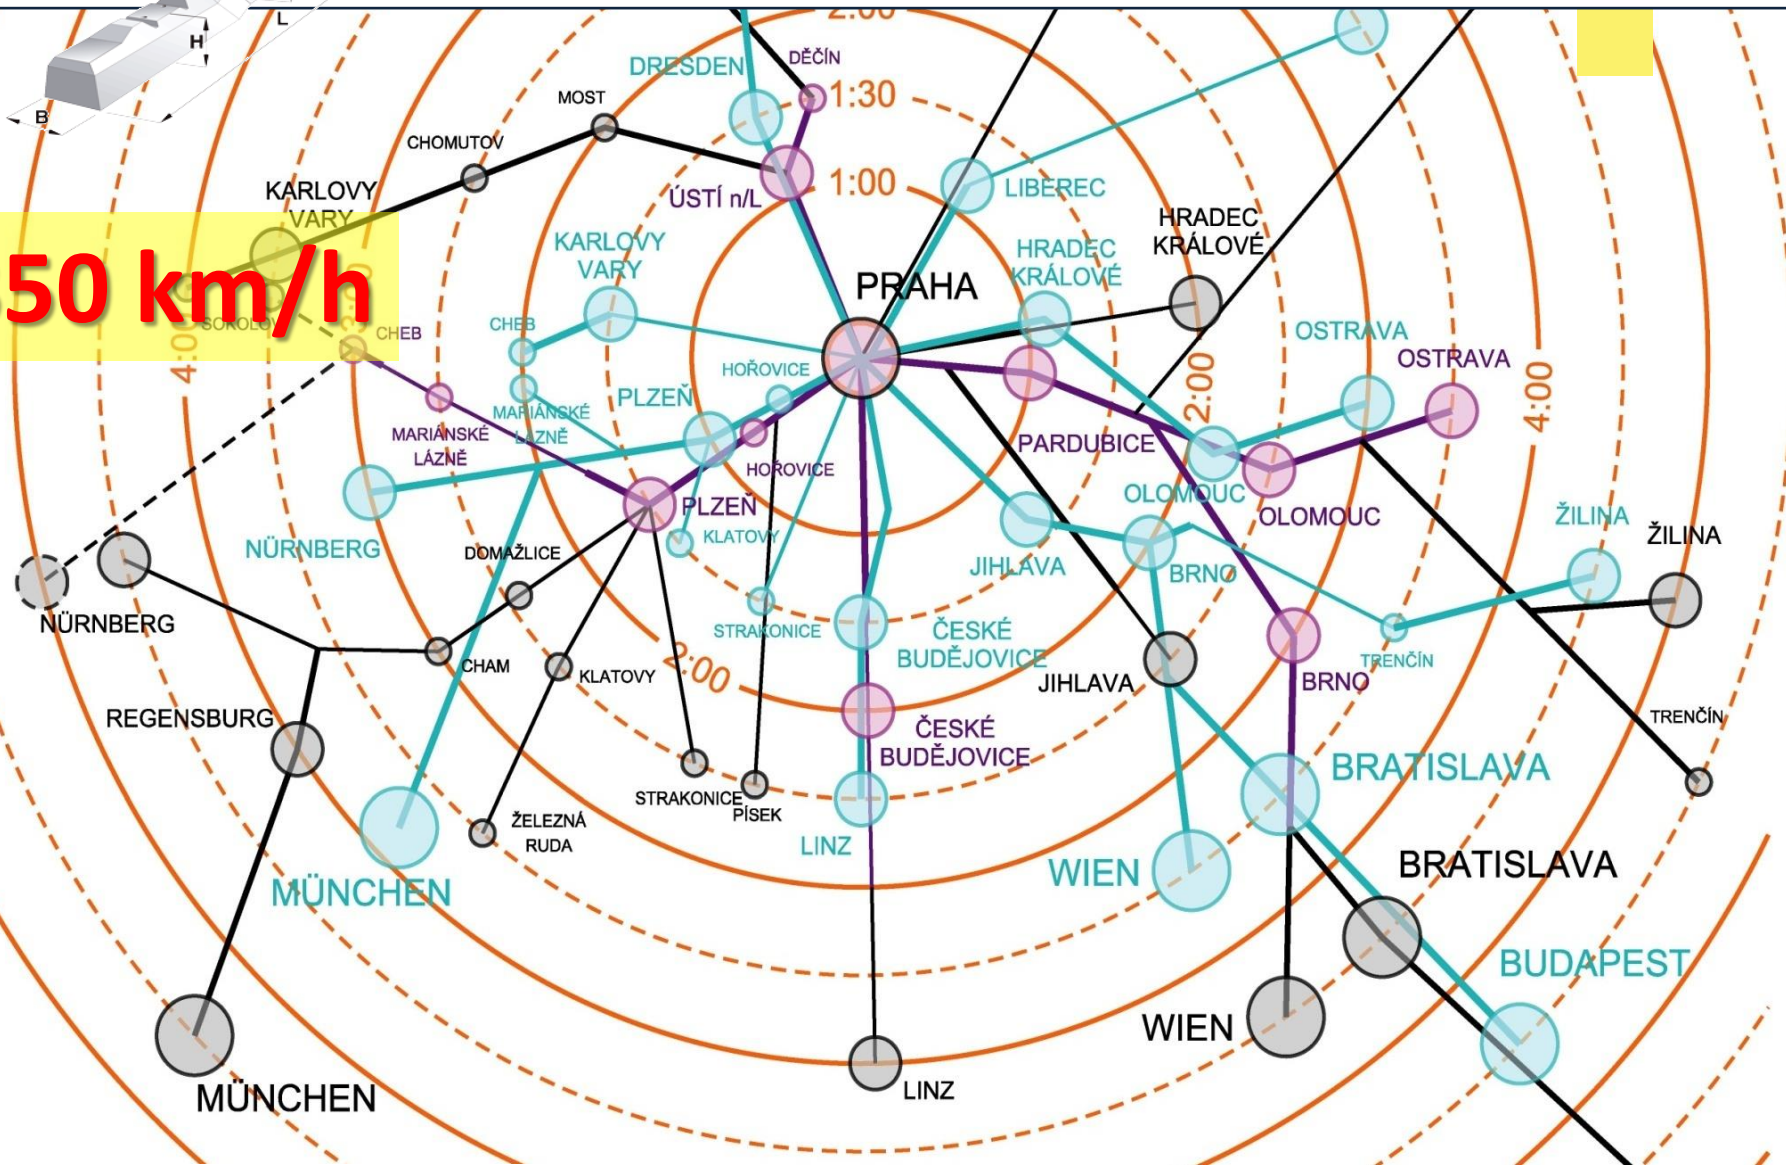 L
H
B
2:00
DRESDEN
DĚČÍN
1:30
MOST
CHOMUTOV
1:00
KARLOVY
VARY
ÚSTÍ n/L
LIBEREC
HRADEC
KRÁLOVÉ
KARLOVY
VARY
HRADEC
KRÁLOVÉ
PRAHA
50 km/h
SOKOLOV
CHEB
CHEB
4:00
HOŘOVICE
OSTRAVA
OSTRAVA
2:00
4:00
PLZEŇ
MARIÁNSKÉ
LÁZNĚ
MARIÁNSKÉ
LÁZNĚ
PARDUBICE
HOŘOVICE
OLOMOUC
PLZEŇ
OLOMOUC
ŽILINA
ŽILINA
NÜRNBERG
DOMAŽLICE
KLATOVY
JIHLAVA
BRNO
NÜRNBERG
STRAKONICE
ČESKÉ
BUDĚJOVICE
TRENČÍN
CHAM
KLATOVY
2:00
JIHLAVA
BRNO
REGENSBURG
TRENČÍN
ČESKÉ
BUDĚJOVICE
BRATISLAVA
STRAKONICE
PÍSEK
ŽELEZNÁ
RUDA
LINZ
WIEN
BRATISLAVA
MÜNCHEN
BUDAPEST
WIEN
LINZ
MÜNCHEN